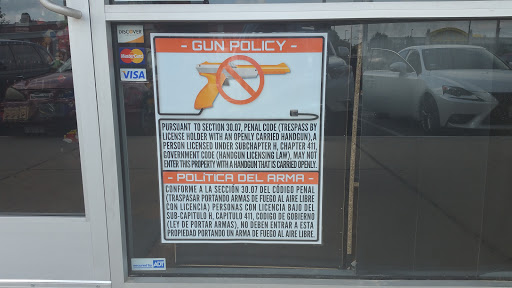 DISCOVER
MasterCard
VISA
- GUN POLICY -
PURSUANT TO SECTION 30.07, PENAL CODE (TRESPASS BY
LICENSE HOLDER WITH AN OPENLY CARRIED HANDGUN), A
PERSON LICENSED UNDER SUBCHAPTER H, CHAPTER 411,
GOVERNMENT CODE (HANDGUN LICENSING LAW), MAY NOT
ENTER THIS PROPERTY WITH A HANDGUN THAT IS CARRIED OPENLY.
- POLÍTICA DEL ARMA -
CONFORME A LA SECCIÓN 30.07 DEL CÓDIGO PENAL
(TRASPASAR PORTANDO ARMAS DE FUEGO AL AIRE LIBRE
CON LICENCIA) PERSONAS CON LICENCIA BAJO DEL
SUB-CAPITULO H, CAPITULO 411, CODIGO DE GOBIERNO
(LEY DE PORTAR ARMAS), NO DEBEN ENTRAR A ESTA
PROPIEDAD PORTANDO UN ARMA DE FUEGO AL AIRE LIBRE.
ADT